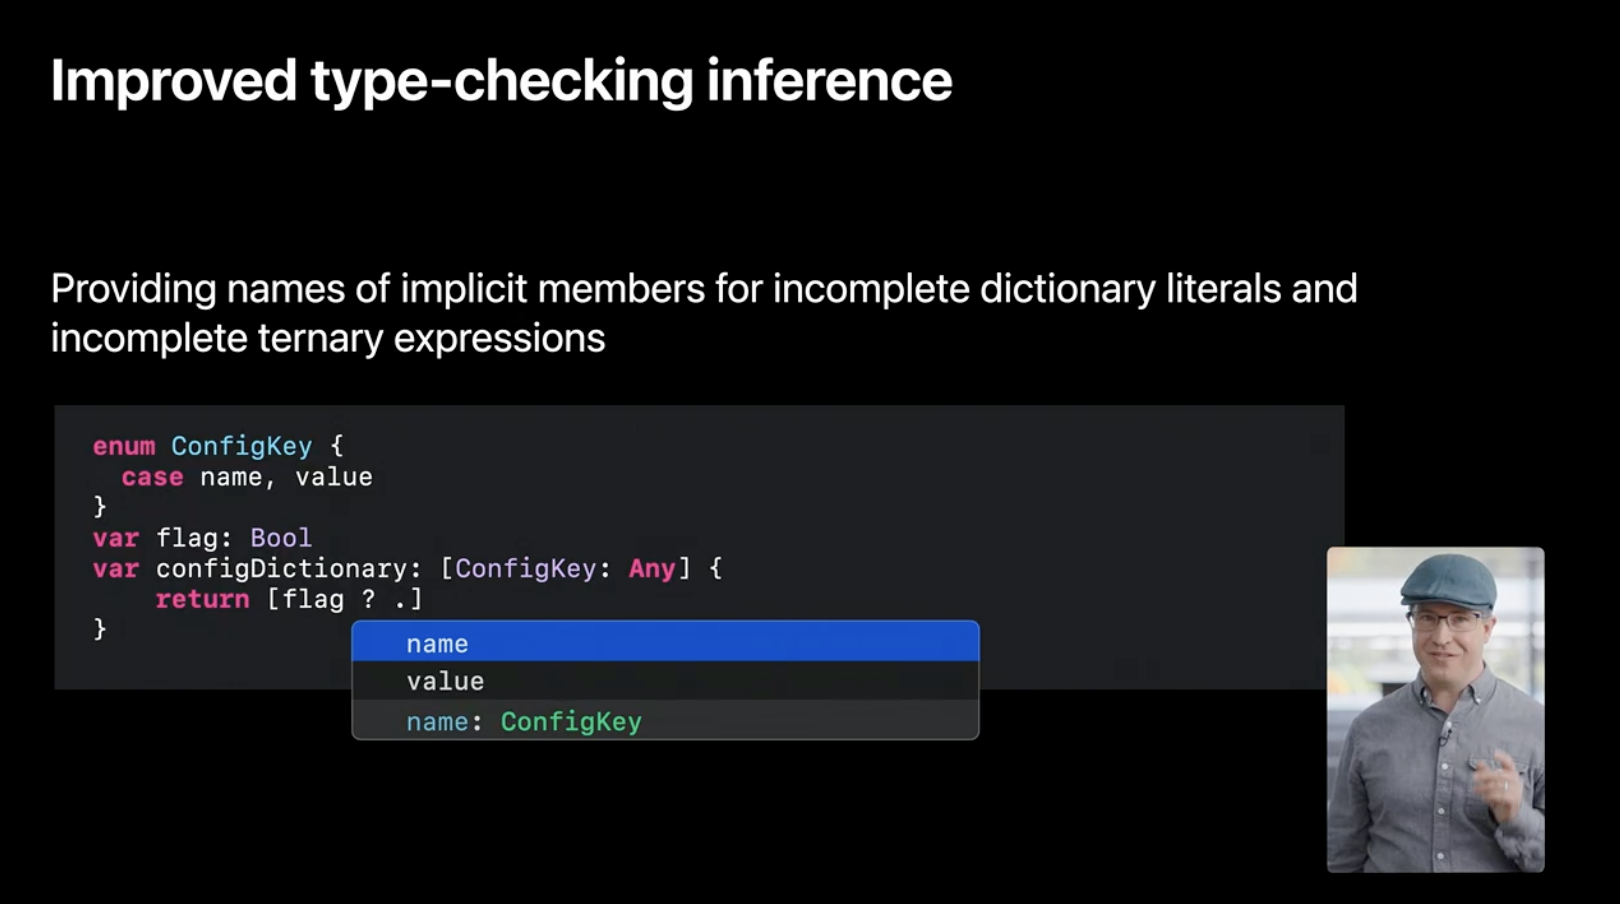 Improved type-checking inference
Providing names of implicit members for incomplete dictionary literals and
incomplete ternary expressions
enum ConfigKey {
  case name, value
}
var flag: Bool
var configDictionary: [ConfigKey: Any] {
    return [flag ? .]
}
name
value
name: ConfigKey